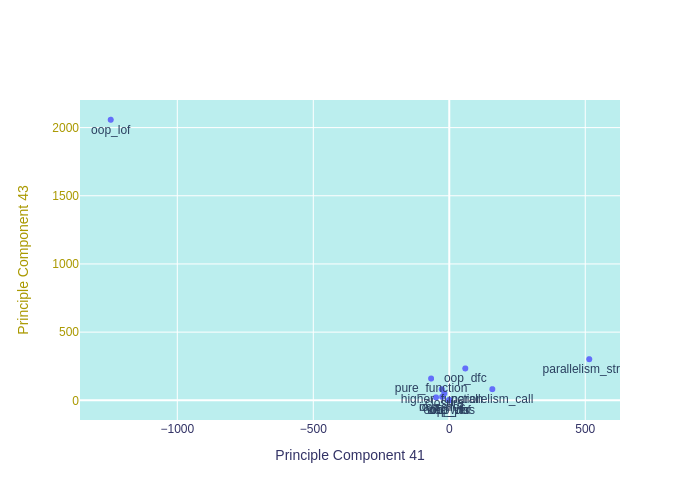 2000
oop_lof
1500
1000
500
0
parallelism_str
oop_dfc
pure_function
higher_function
parallelism_call
−1000
−500
0
500
Principle Component 41
Principle Component 43